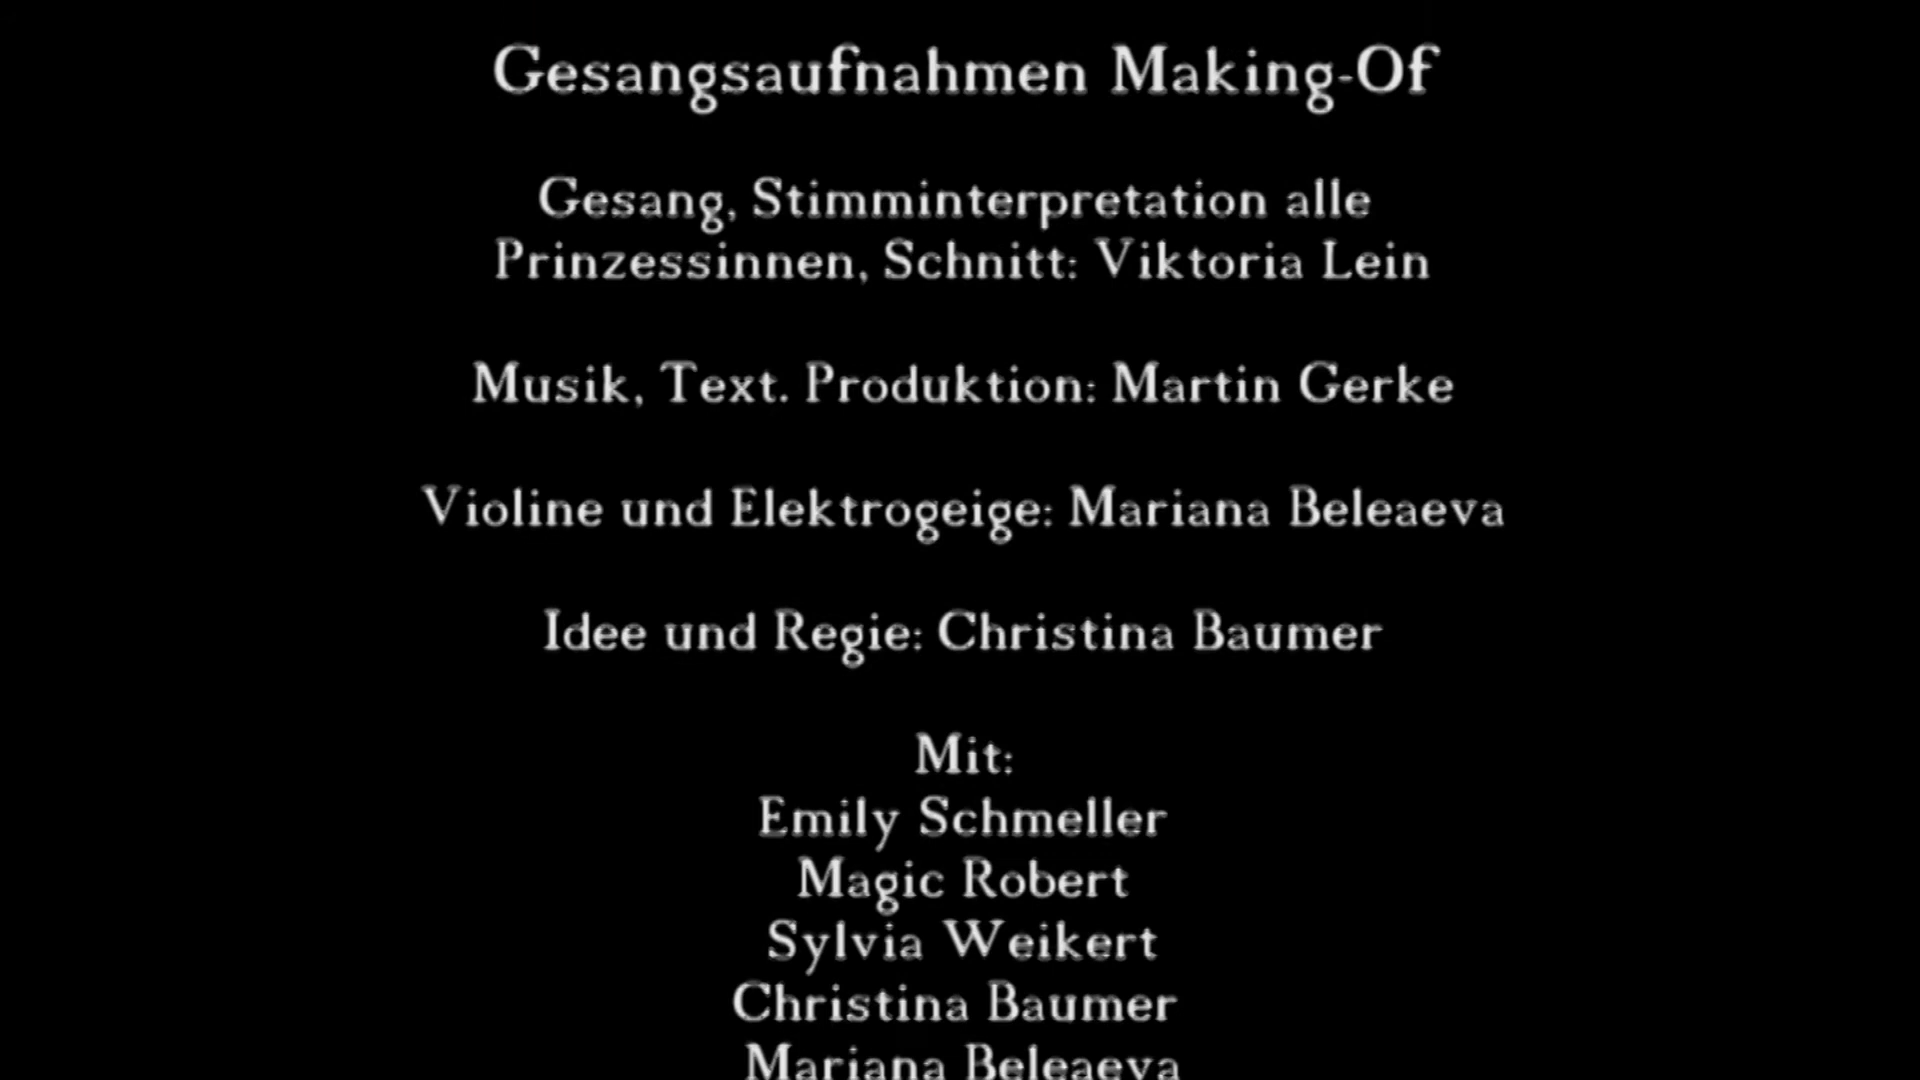 Gesangsaufnahmen Making-Of
Gesang, Stimminterpretation alle
Prinzessinnen, Schnitt: Viktoria Lein
Musik, Text. Produktion: Martin Gerke
Violine und Elektrogeige: Mariana Beleaeva
Idee und Regie: Christina Baumer
Mit:
Emily Schmeller
Magic Robert
Sylvia Weikert
Christina Baumer
Mariana Beleaeva